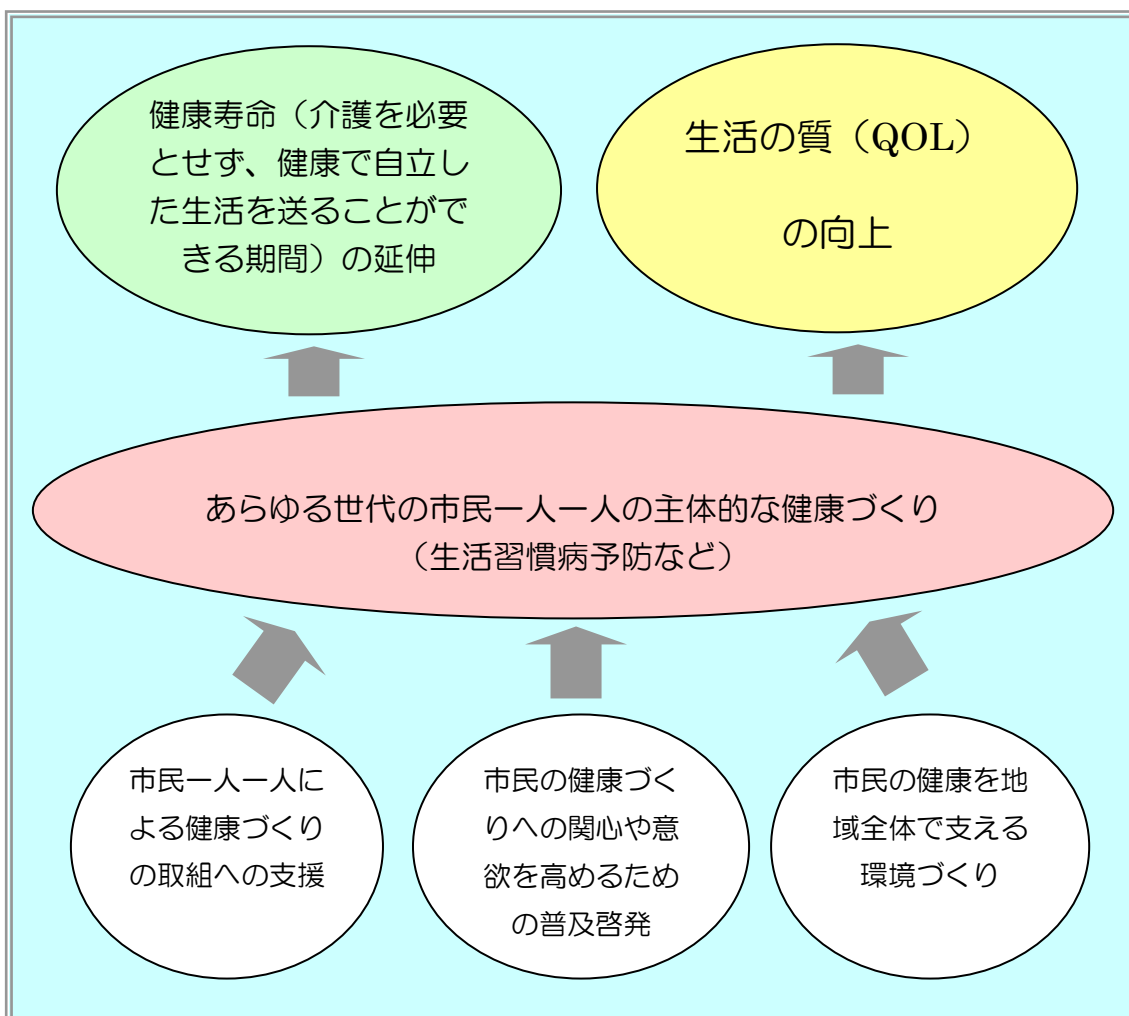 健康寿命（介護を必要
とせず、健康で自立し
た生活を送ることがで
きる期間）の延伸
生活の質（QOL）
の向上
あらゆる世代の市民一人一人の主体的な健康づくり
（生活習慣病予防など）
市民一人一人に
よる健康づくり
の取組への支援
市民の健康づく
りへの関心や意
欲を高めるため
の普及啓発
市民の健康を地
域全体で支える
環境づくり